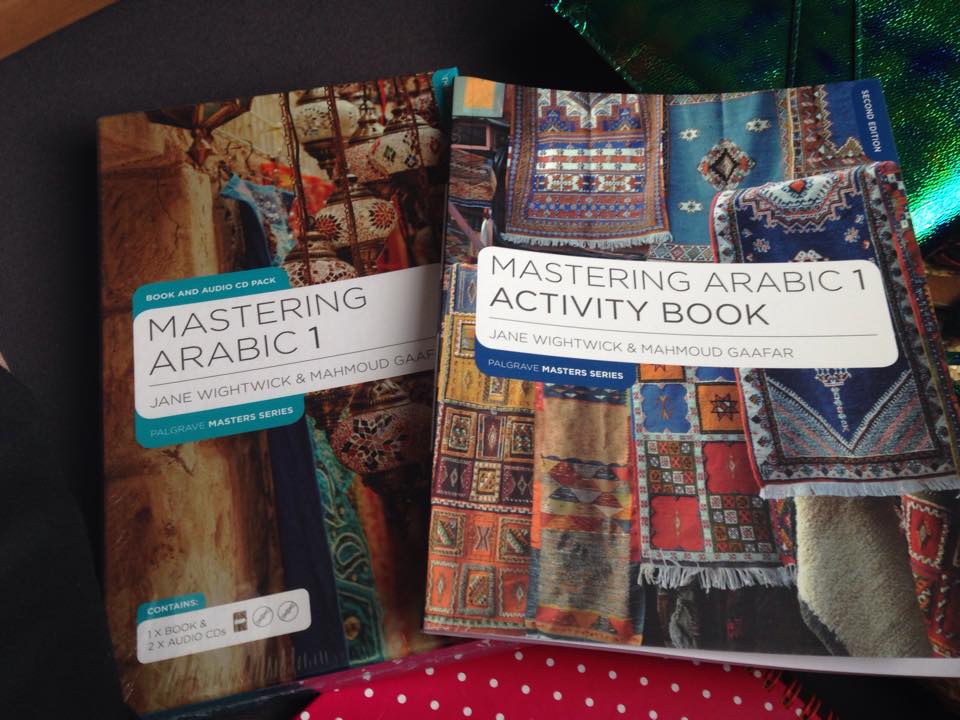 BOOK AND AUDIO CD PACK
MASTERING
ARABIC 1
JANE WIGHTWICK & MAHMOUD GAAF
PALGRAVE MASTERS SERIES
CONTAINS:
1 X BOOK &
2 X AUDIO CDs
SECOND EDITION
MASTERING ARABIC 1
ACTIVITY BOOK
JANE WIGHTWICK & MAHMOUD GAAFAR
PALGRAVE MASTERS SERIES